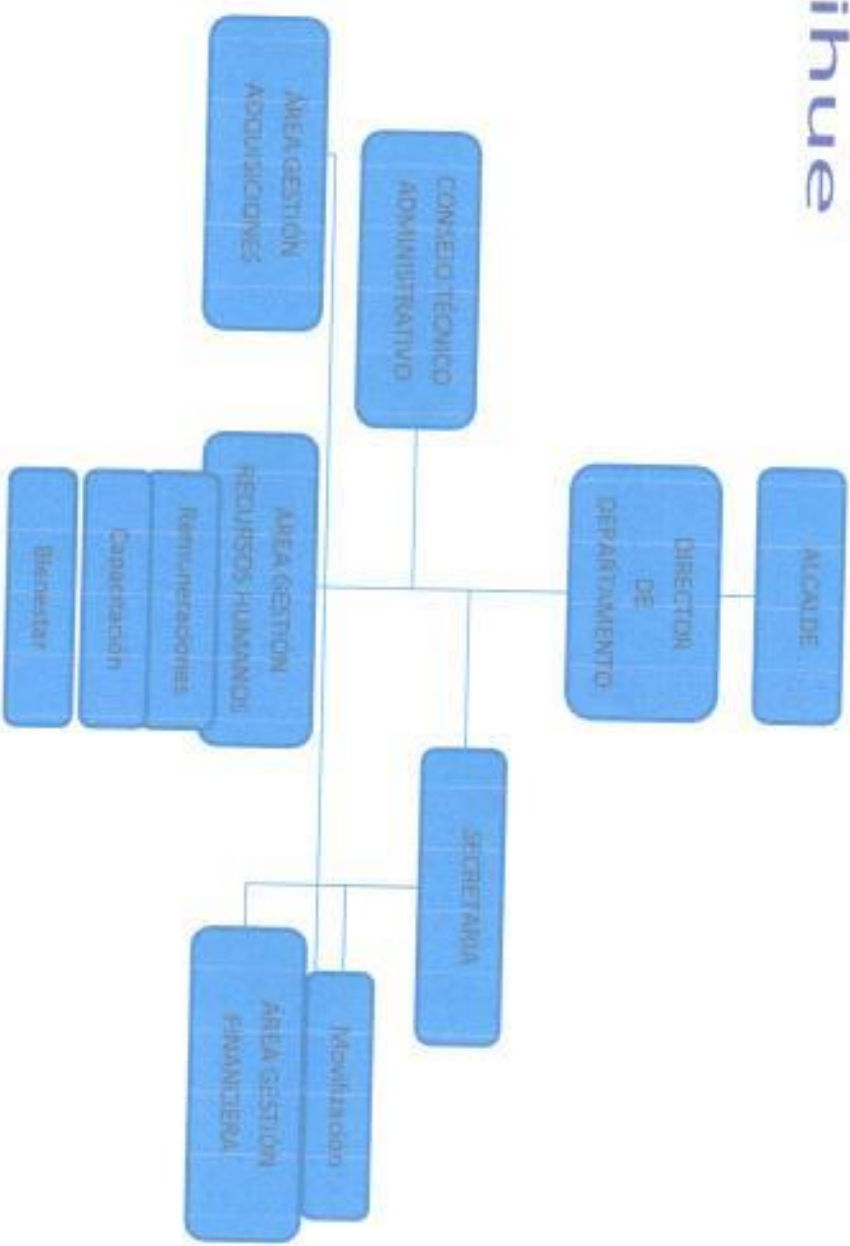 ihue
ALCALDE
DIRECTOR
DE
DEPARTAMENTO
CONSEJO TÉCNICO
ADMINISTRATIVO
SECRETARIA
Movilización
ÁREA GESTIÓN
ADQUISICIONES
ÁREA GESTIÓN
RECURSOS HUMANOS
Remuneraciones
Capacitación
Bienestar
ÁREA GESTIÓN
FINANCIERA